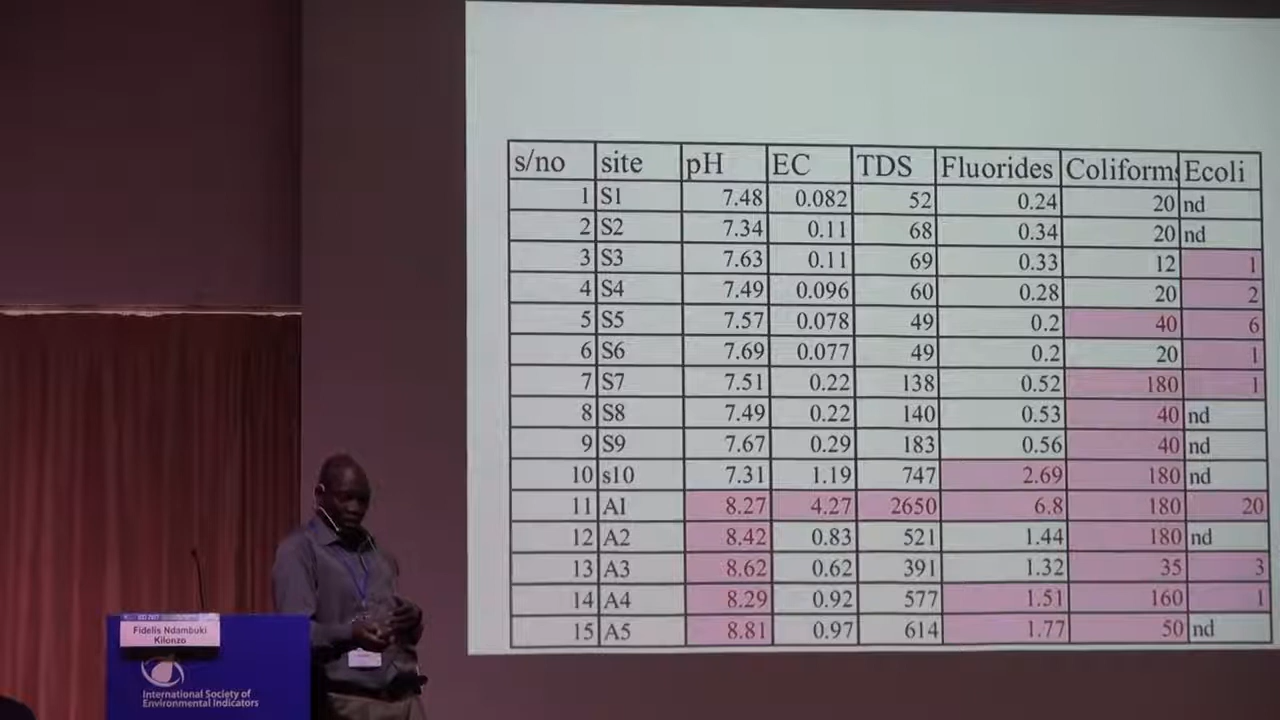 s/no site pH EC TDS Fluorides Coliforms Ecoli
1 S1 7.48 0.082 52 0.24 20 nd
2 S2 7.34 0.11 68 0.34 20 nd
3 S3 7.63 0.11 69 0.33 12 1
4 S4 7.49 0.096 60 0.28 20 2
5 S5 7.57 0.078 49 0.2 40 6
6 S6 7.69 0.077 49 0.2 20 1
7 S7 7.51 0.22 138 0.52 180 1
8 S8 7.49 0.22 140 0.53 40 nd
9 S9 7.67 0.29 183 0.56 40 nd
10 s10 7.31 1.19 747 2.69 180 nd
11 A1 8.27 4.27 2650 6.8 180 20
12 A2 8.42 0.83 521 1.44 180 nd
13 A3 8.62 0.62 391 1.32 35 3
14 A4 8.29 0.92 577 1.51 160 1
15 A5 8.81 0.97 614 1.77 50 nd
Fidelis Ndambuki
Kilonzo
International Society of
Environmental Indicators